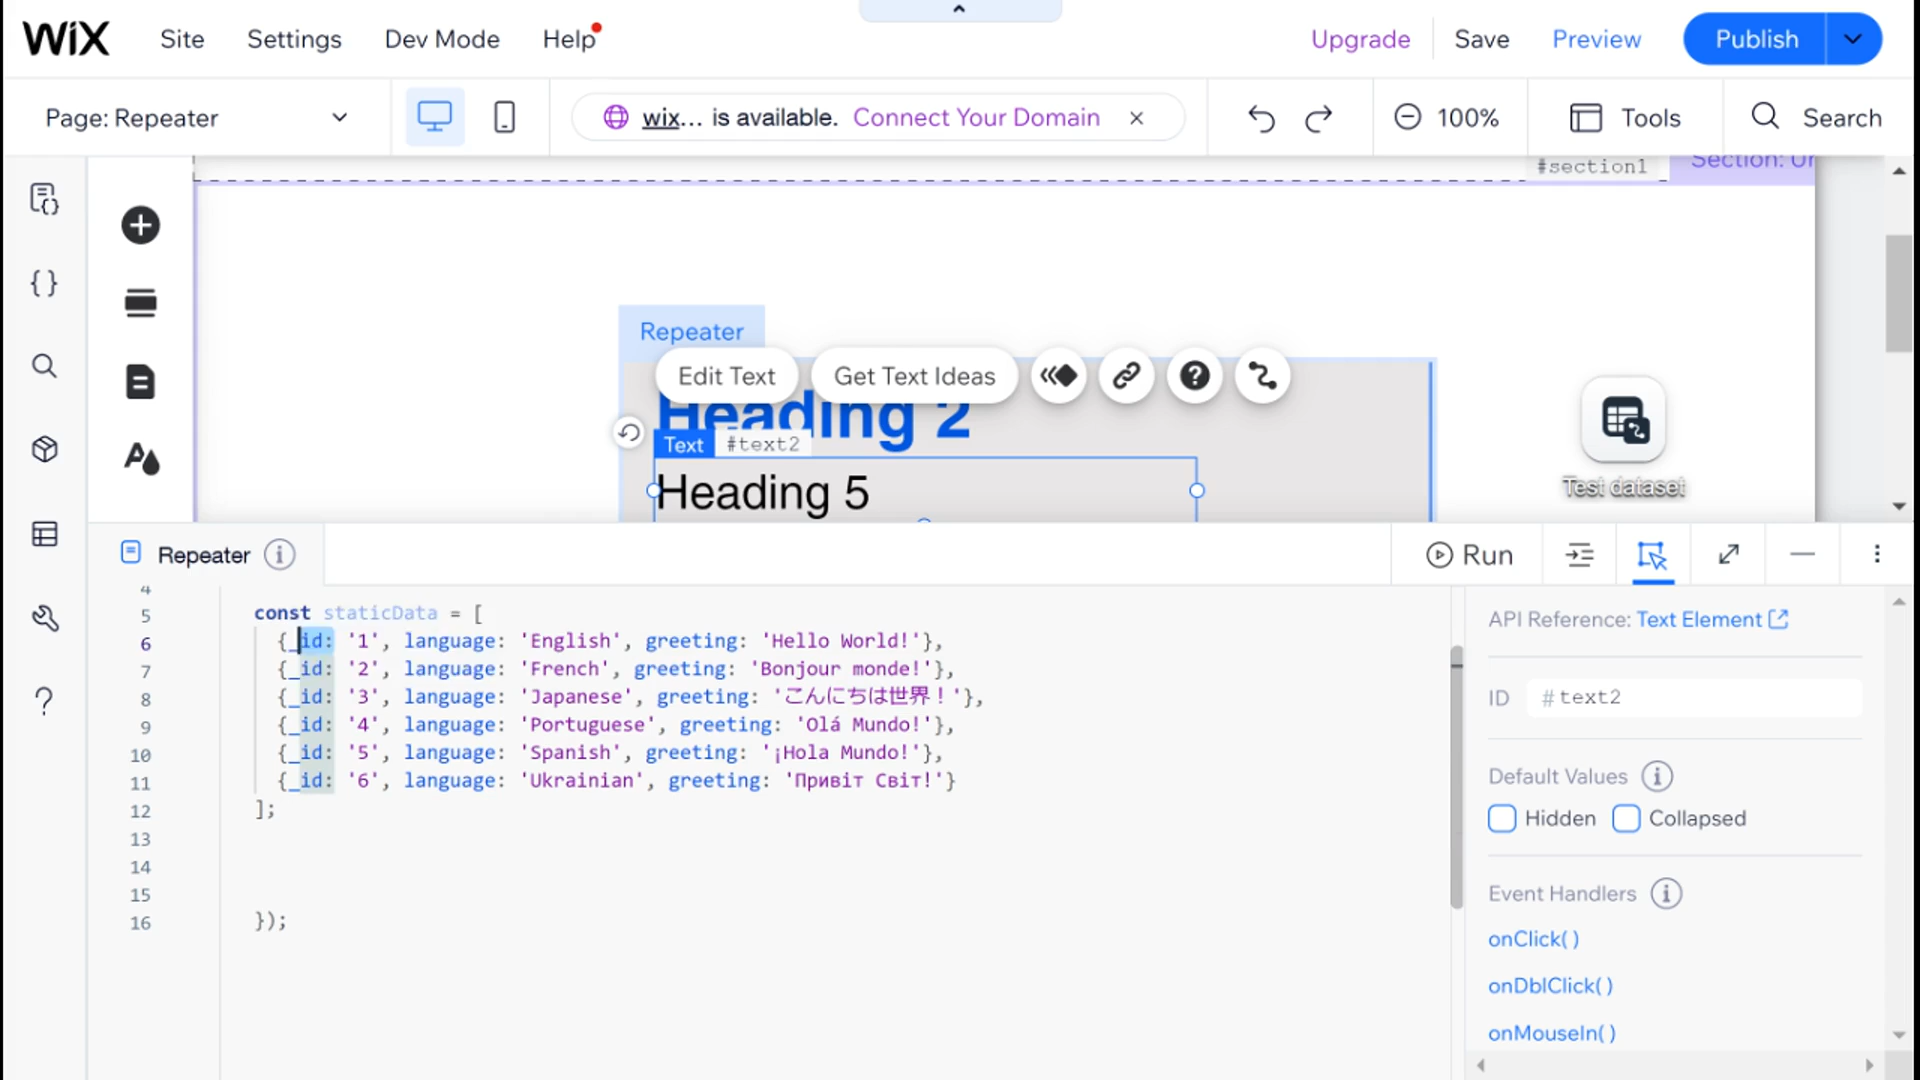 WiX Site Settings Dev Mode Help Upgrade Save Preview Publish
Page: Repeater wix... is available. Connect Your Domain 100% Tools Search
#section1 Section: Ur
Repeater
Edit Text Get Text Ideas
Heading 2
Text #text2
Heading 5
Test dataset
Repeater Run
4
5 const staticData = [
6 {_id: '1', language: 'English', greeting: 'Hello World!'},
7 {_id: '2', language: 'French', greeting: 'Bonjour monde!'},
8 {_id: '3', language: 'Japanese', greeting: 'こんにちは世界！'},
9 {_id: '4', language: 'Portuguese', greeting: 'Olá Mundo!'},
10 {_id: '5', language: 'Spanish', greeting: '¡Hola Mundo!'},
11 {_id: '6', language: 'Ukrainian', greeting: 'Привіт Світ!'}
12 ];
13
14
15
16 });
API Reference: Text Element
ID # text2
Default Values
Hidden Collapsed
Event Handlers
onClick( )
onDblClick( )
onMouseIn( )